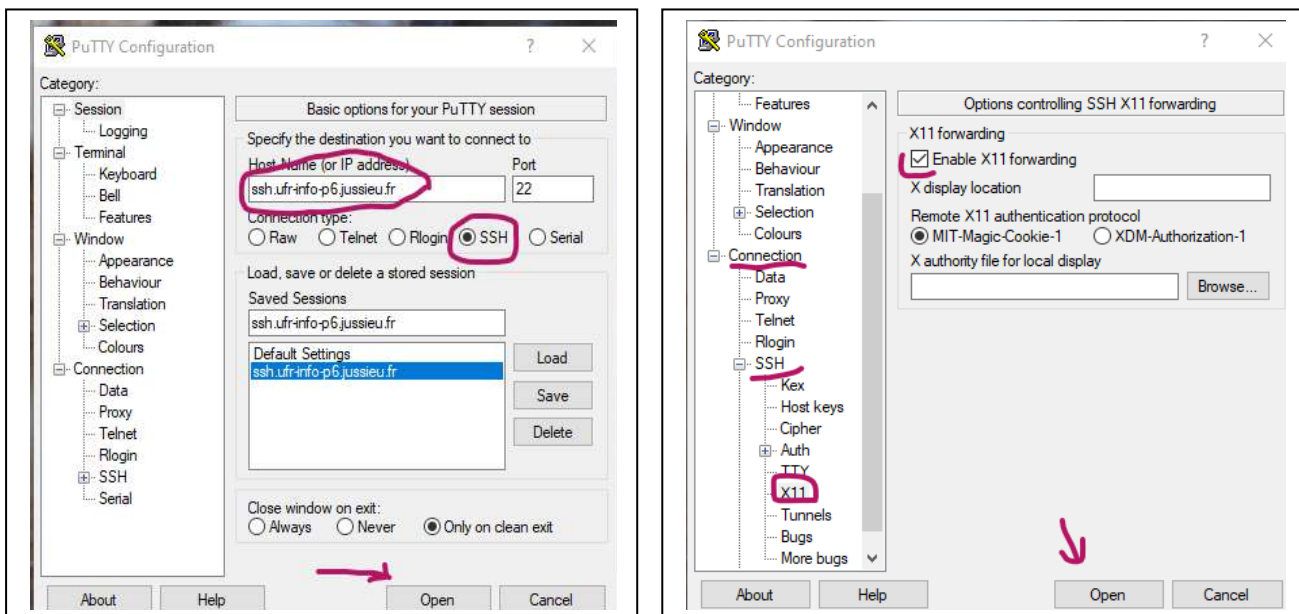 PuTTY Configuration
?
Category:
Session
Logging
Terminal
Keyboard
Bell
Features
Window
Appearance
Behaviour
Translation
Selection
Colours
Connection
Data
Proxy
Telnet
Rlogin
SSH
Serial
Basic options for your PuTTY session
Specify the destination you want to connect to
Host Name (or IP address) Port
ssh.ufr-info-p6.jussieu.fr 22
Connection type:
Raw Telnet Rlogin SSH Serial
Load, save or delete a stored session
Saved Sessions
ssh.ufr-info-p6.jussieu.fr
Default Settings
ssh.ufr-info-p6.jussieu.fr
Load
Save
Delete
Close window on exit:
Always Never Only on clean exit
About Help Open Cancel
PuTTY Configuration
?
Category:
Features
Window
Appearance
Behaviour
Translation
Selection
Colours
Connection
Data
Proxy
Telnet
Rlogin
SSH
Kex
Host keys
Cipher
Auth
TTY
X11
Tunnels
Bugs
More bugs
Options controlling SSH X11 forwarding
X11 forwarding
Enable X11 forwarding
X display location
Remote X11 authentication protocol
MIT-Magic-Cookie-1 XDM-Authorization-1
X authority file for local display
Browse...
About Help Open Cancel